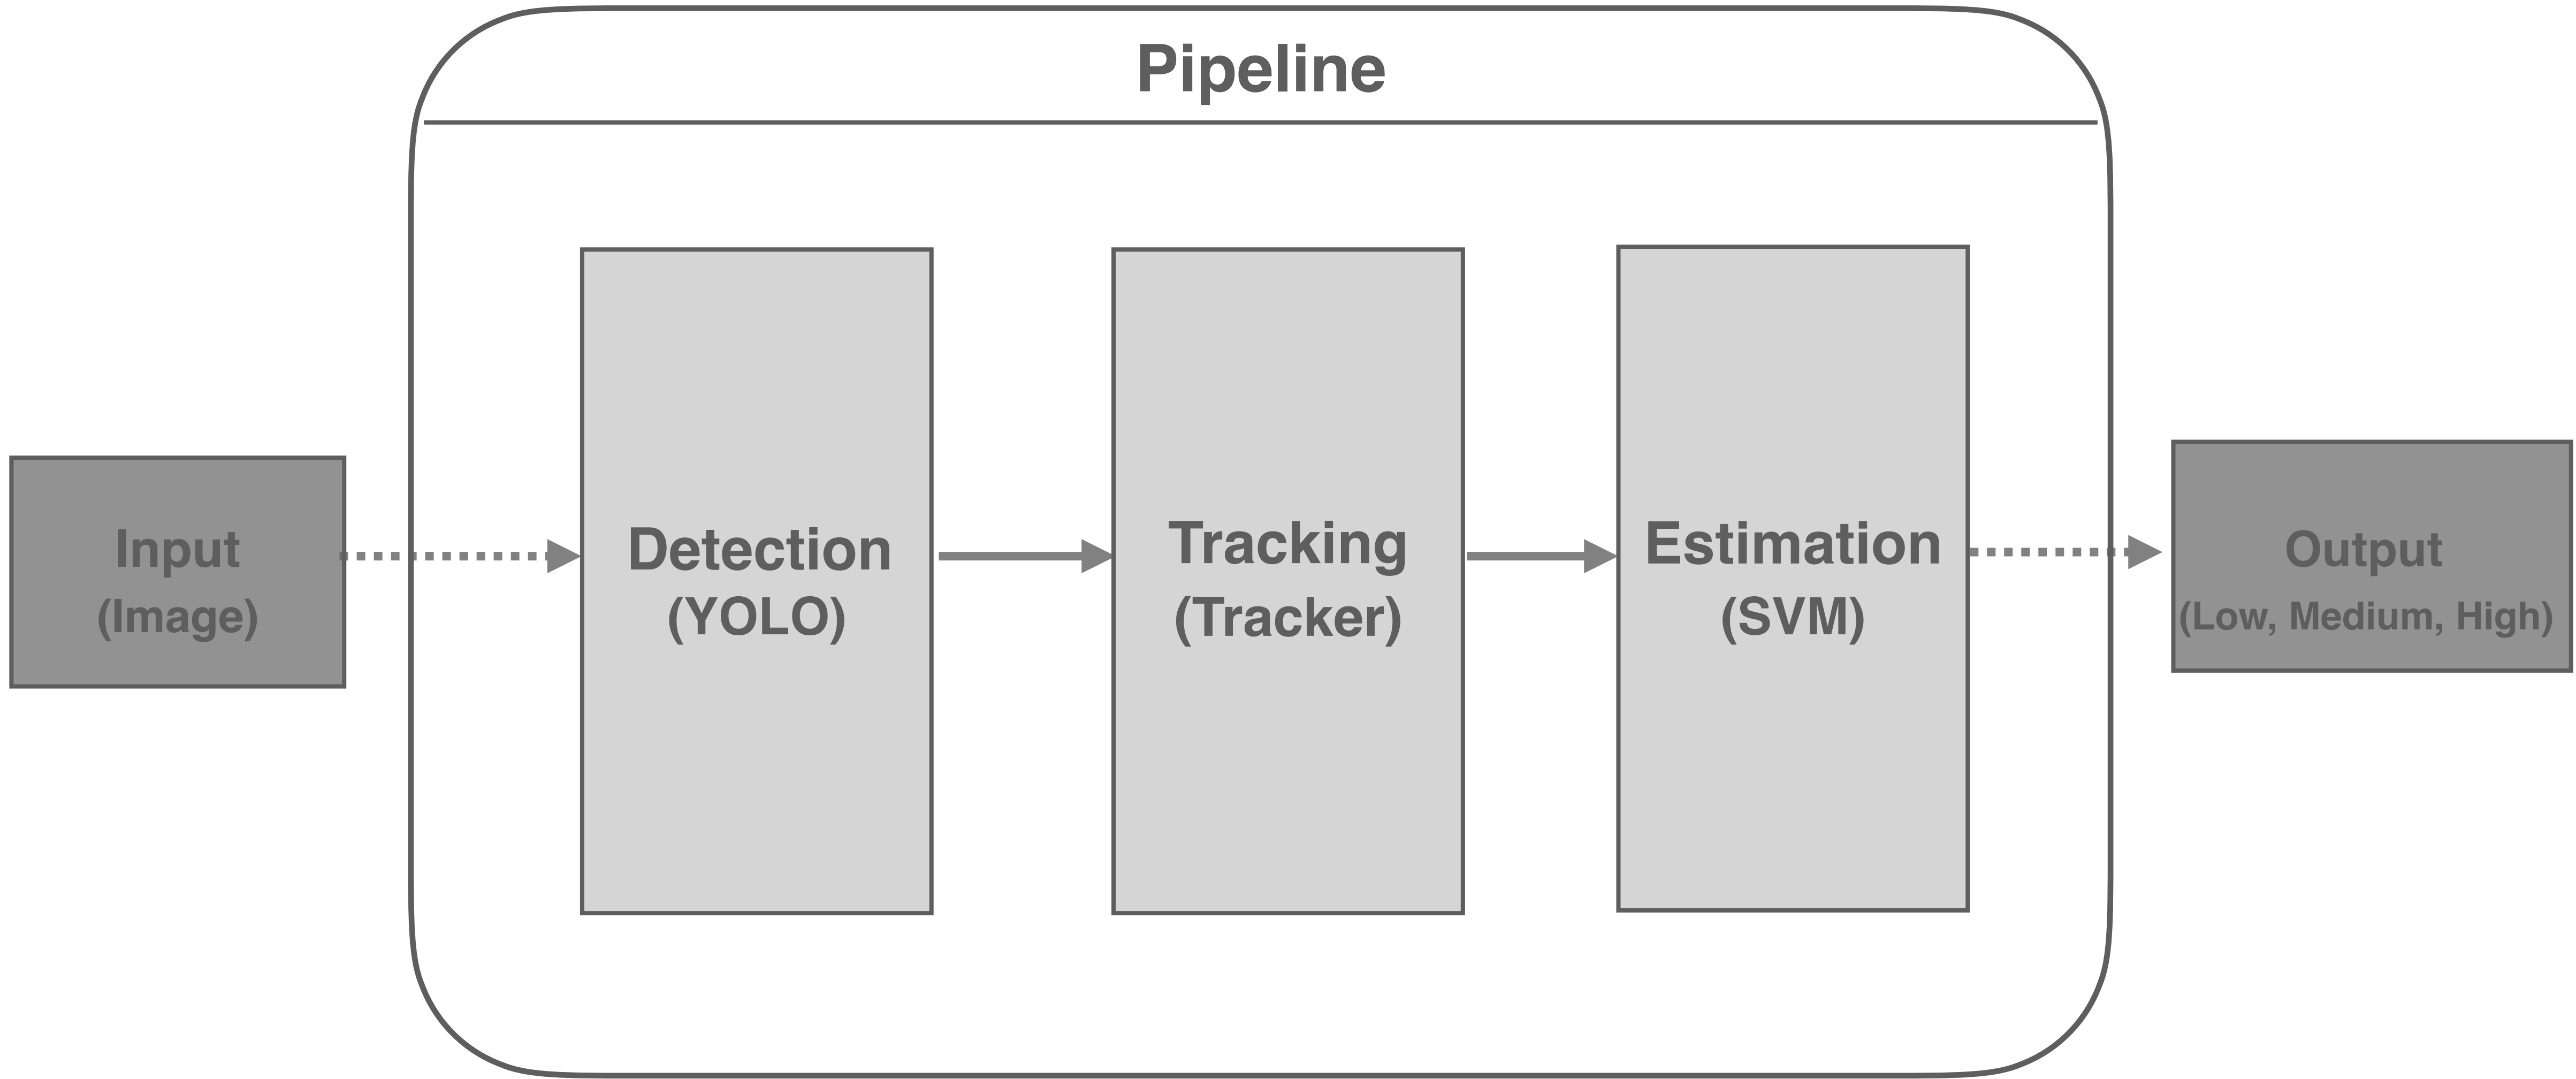 Pipeline
Input
(Image)
Detection
(YOLO)
Tracking
(Tracker)
Estimation
(SVM)
Output
(Low, Medium, High)